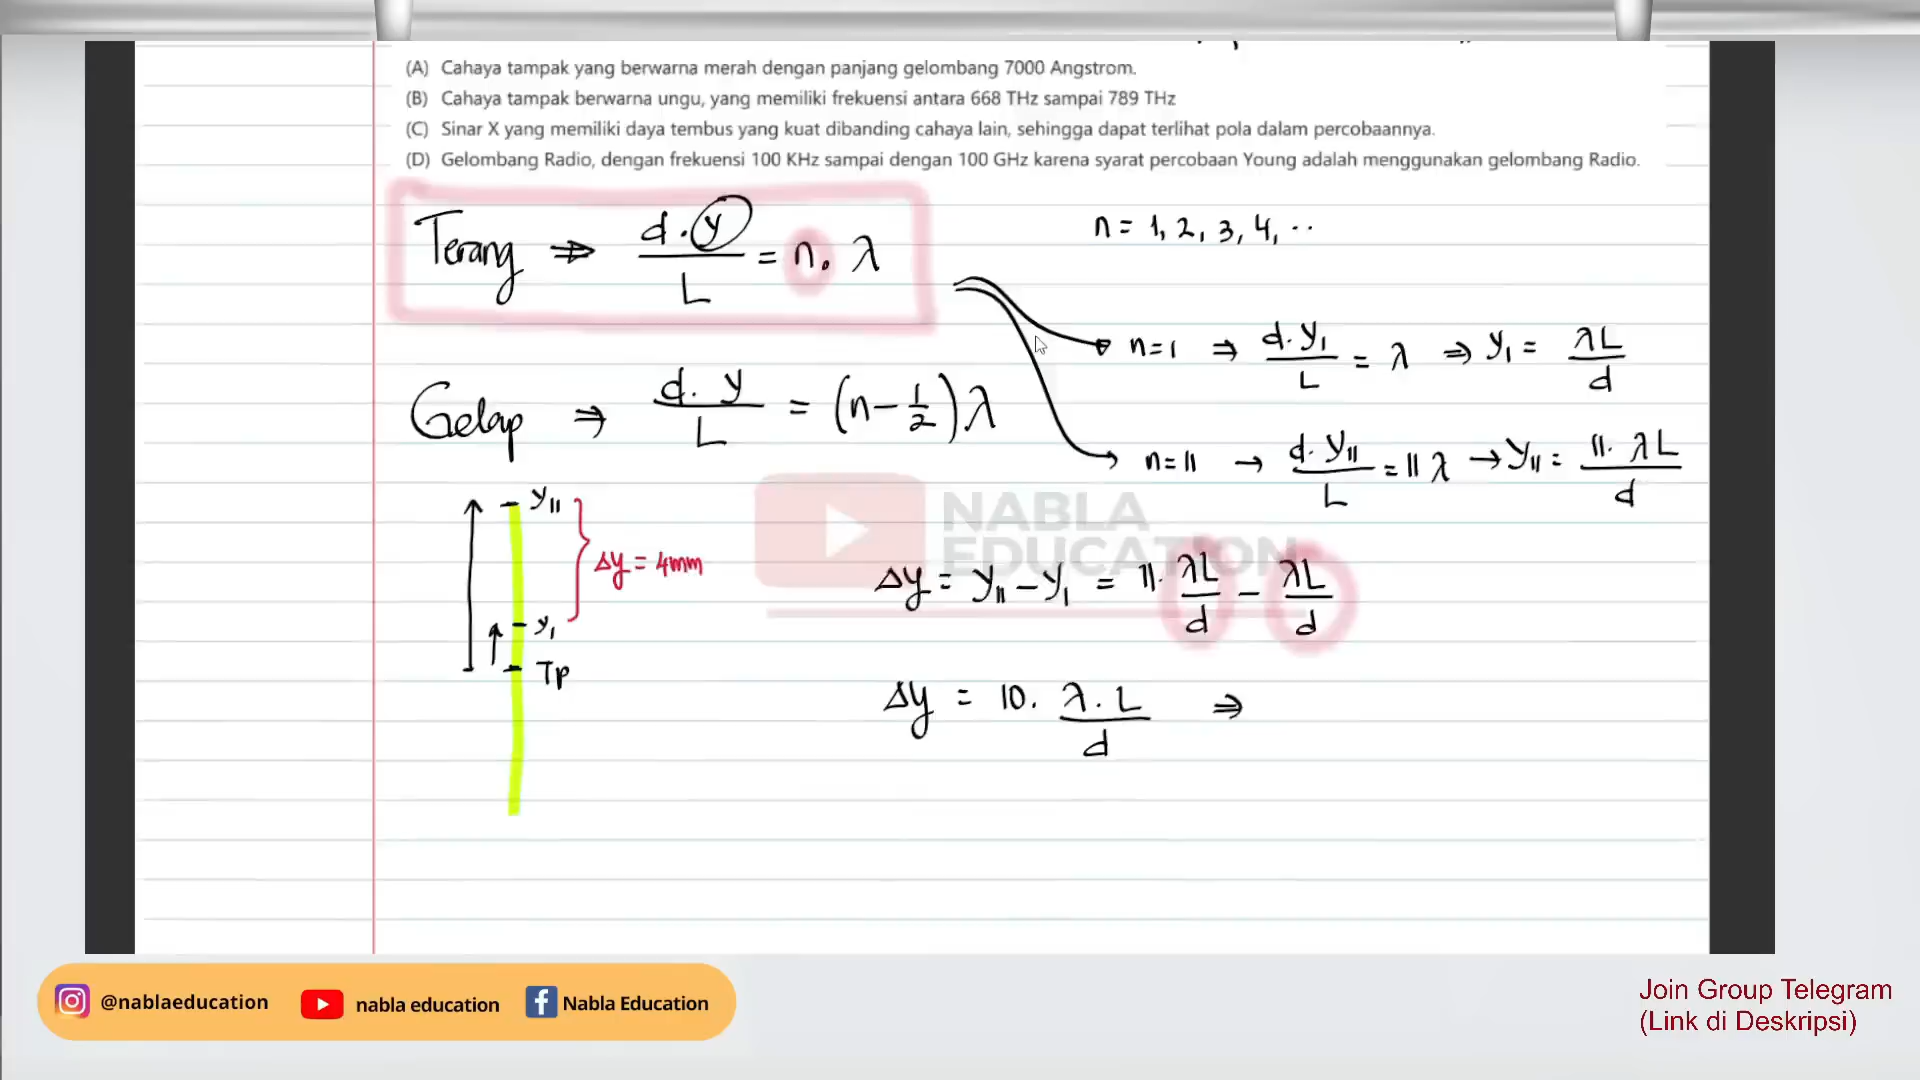 (A) Cahaya tampak yang berwarna merah dengan panjang gelombang 7000 Angstrom.
(B) Cahaya tampak berwarna ungu, yang memiliki frekuensi antara 668 THz sampai 789 THz
(C) Sinar X yang memiliki daya tembus yang kuat dibanding cahaya lain, sehingga dapat terlihat pola dalam percobaannya.
(D) Gelombang Radio, dengan frekuensi 100 KHz sampai dengan 100 GHz karena syarat percobaan Young adalah menggunakan gelombang Radio.
Terang ⇒ d.y/L = n. λ
n = 1, 2, 3, 4, ..
n=1 ⇒ d.y₁/L = λ ⇒ y₁ = λL/d
Gelap ⇒ d.y/L = (n - 1/2) λ
n=11 → d.y₁₁/L = 11 λ → y₁₁ = 11. λL/d
y₁₁
Δy = 4mm
y₁
Tp
NABLA
EDUCATION
Δy = y₁₁ - y₁ = 11. λL/d - λL/d
Δy = 10. λ.L/d ⇒
@nablaeducation
nabla education
Nabla Education
Join Group Telegram
(Link di Deskripsi)